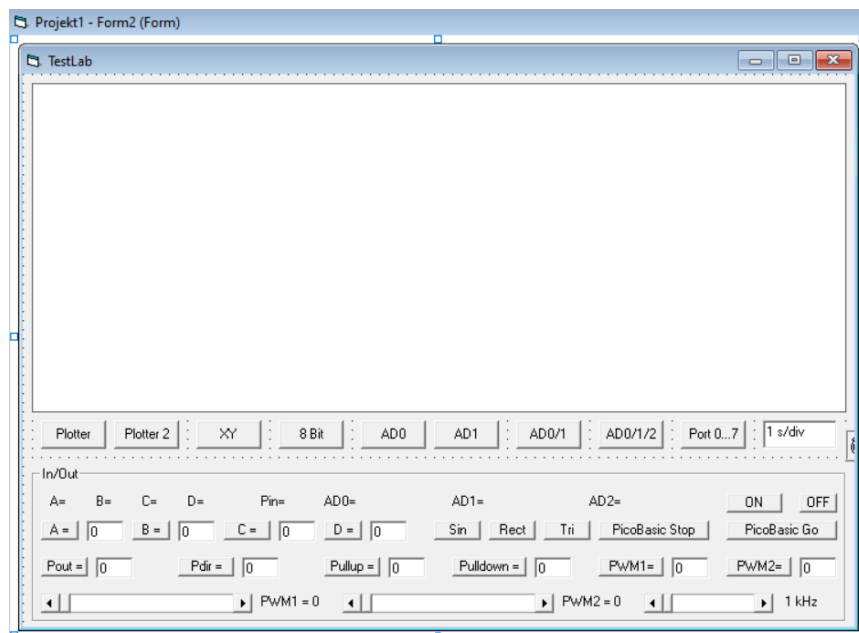 Projekt1 - Form2 (Form)
TestLab
Plotter Plotter 2 XY 8 Bit AD0 AD1 AD0/1 AD0/1/2 Port 0...7 1 s/div
In/Out
A= B= C= D= Pin= AD0= AD1= AD2= ON OFF
A = 0 B = 0 C = 0 D = 0 Sin Rect Tri PicoBasic Stop PicoBasic Go
Pout = 0 Pdir = 0 Pullup = 0 Pulldown = 0 PWM1= 0 PWM2= 0
PWM1 = 0 PWM2 = 0 1 kHz